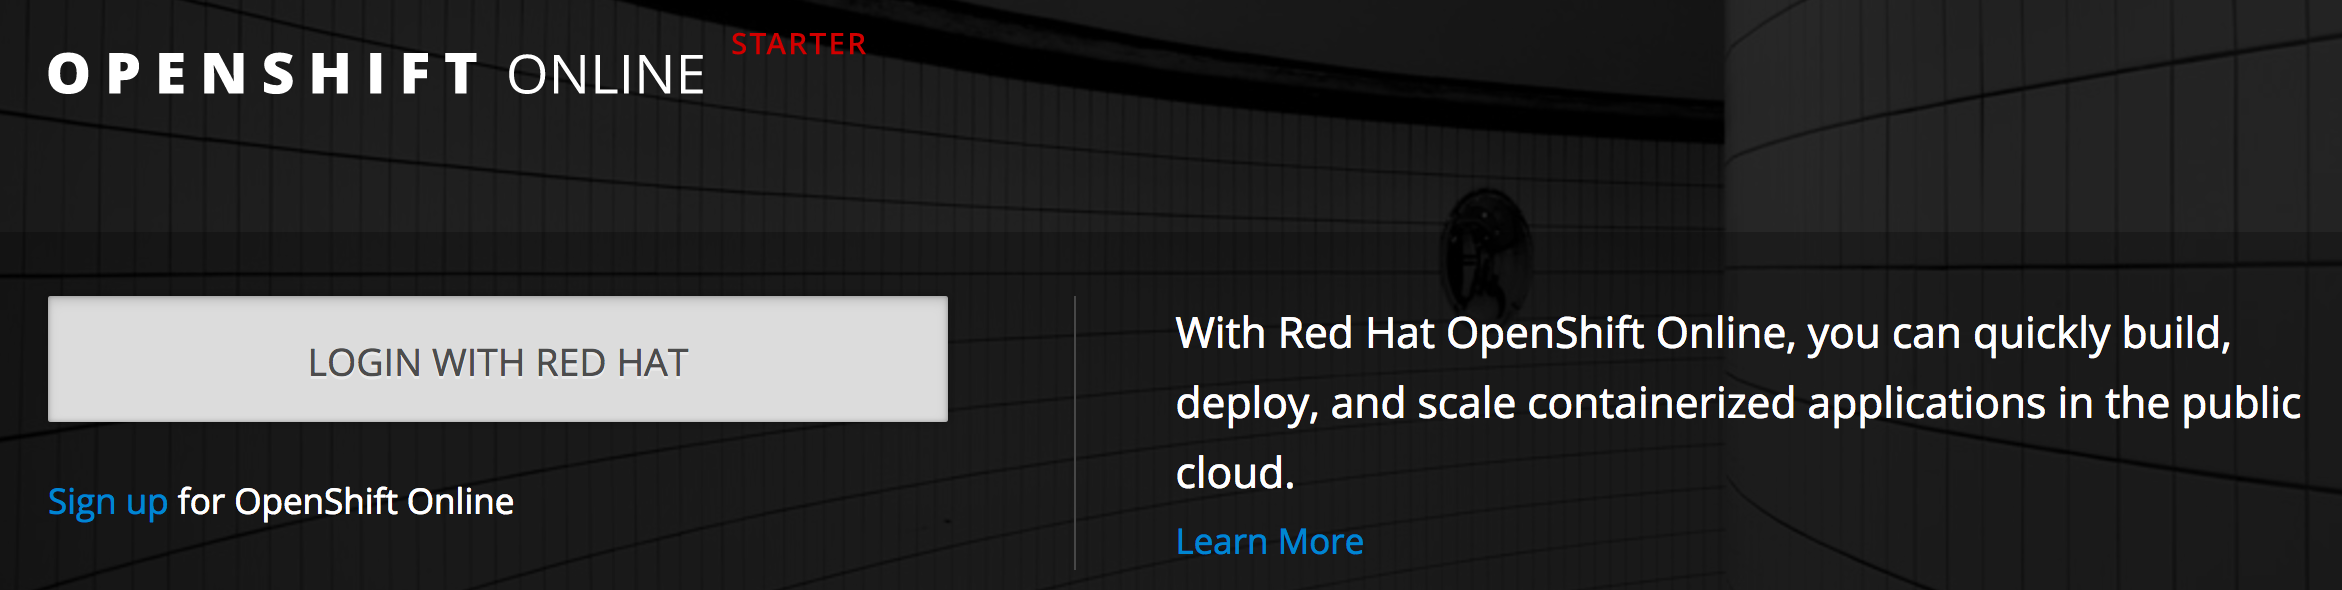 OPENSHIFT ONLINE STARTER
LOGIN WITH RED HAT
Sign up for OpenShift Online
With Red Hat OpenShift Online, you can quickly build,
deploy, and scale containerized applications in the public
cloud.
Learn More